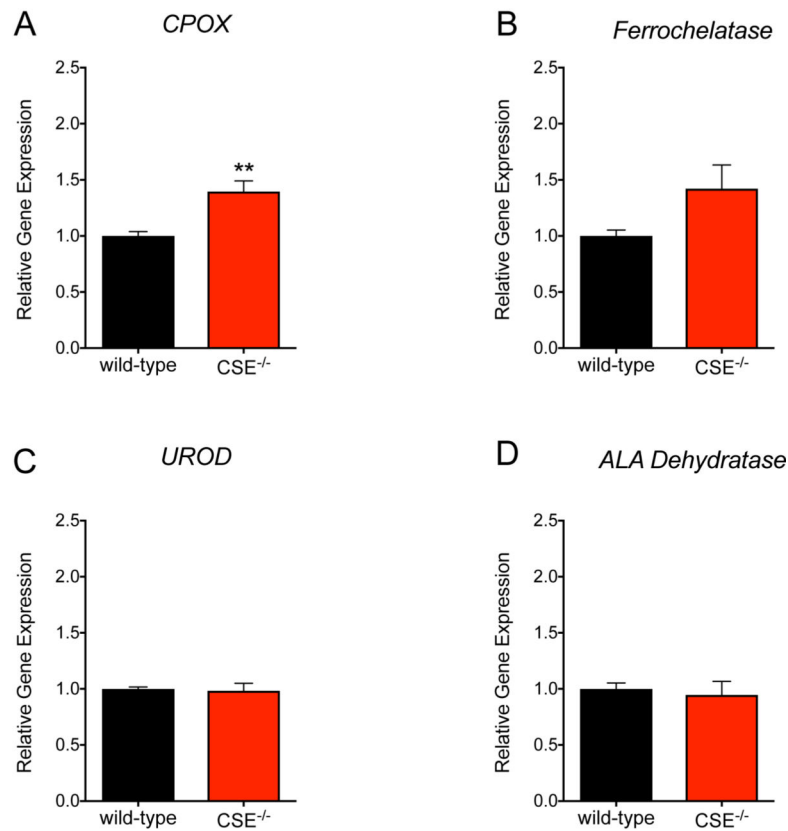 A
CPOX
Relative Gene Expression
2.5
2.0
1.5
1.0
0.5
0.0
**
wild-type
CSE-/-
B
Ferrochelatase
Relative Gene Expression
2.5
2.0
1.5
1.0
0.5
0.0
wild-type
CSE-/-
C
UROD
Relative Gene Expression
2.5
2.0
1.5
1.0
0.5
0.0
wild-type
CSE-/-
D
ALA Dehydratase
Relative Gene Expression
2.5
2.0
1.5
1.0
0.5
0.0
wild-type
CSE-/-